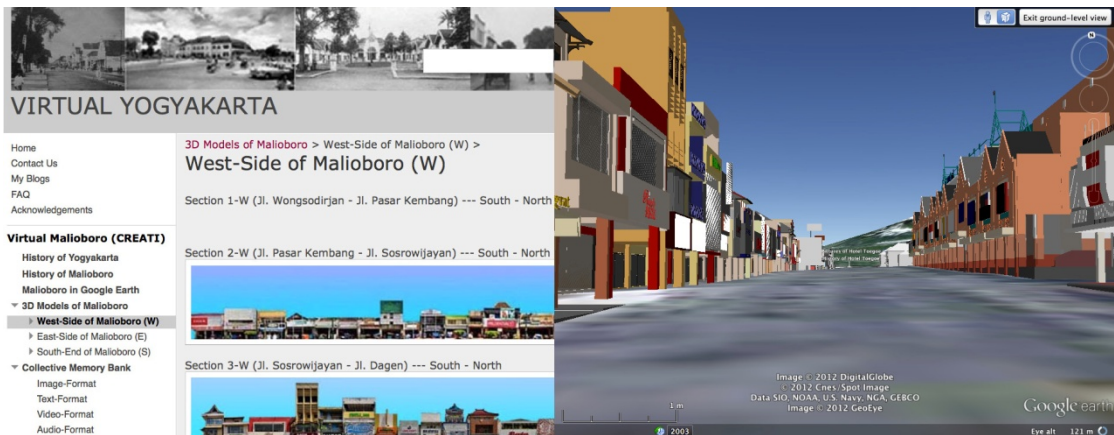 VIRTUAL YOGYAKARTA
Home
Contact Us
My Blogs
FAQ
Acknowledgements
Virtual Malioboro (CREATI)
History of Yogyakarta
History of Malioboro
Malioboro in Google Earth
3D Models of Malioboro
West-Side of Malioboro (W)
East-Side of Malioboro (E)
South-End of Malioboro (S)
Collective Memory Bank
Image-Format
Text-Format
Video-Format
Audio-Format
3D Models of Malioboro > West-Side of Malioboro (W) >
West-Side of Malioboro (W)
Section 1-W (Jl. Wongsodirjan - Jl. Pasar Kembang) --- South - North
Section 2-W (Jl. Pasar Kembang - Jl. Sosrowijayan) --- South - North
Section 3-W (Jl. Sosrowijayan - Jl. Dagen) --- South - North
Exit ground-level view
N
Image © 2012 DigitalGlobe
© 2012 Cnes/Spot Image
Data SIO, NOAA, U.S. Navy, NGA, GEBCO
Image © 2012 GeoEye
1 m
Google earth
2003
Eye alt 121 m